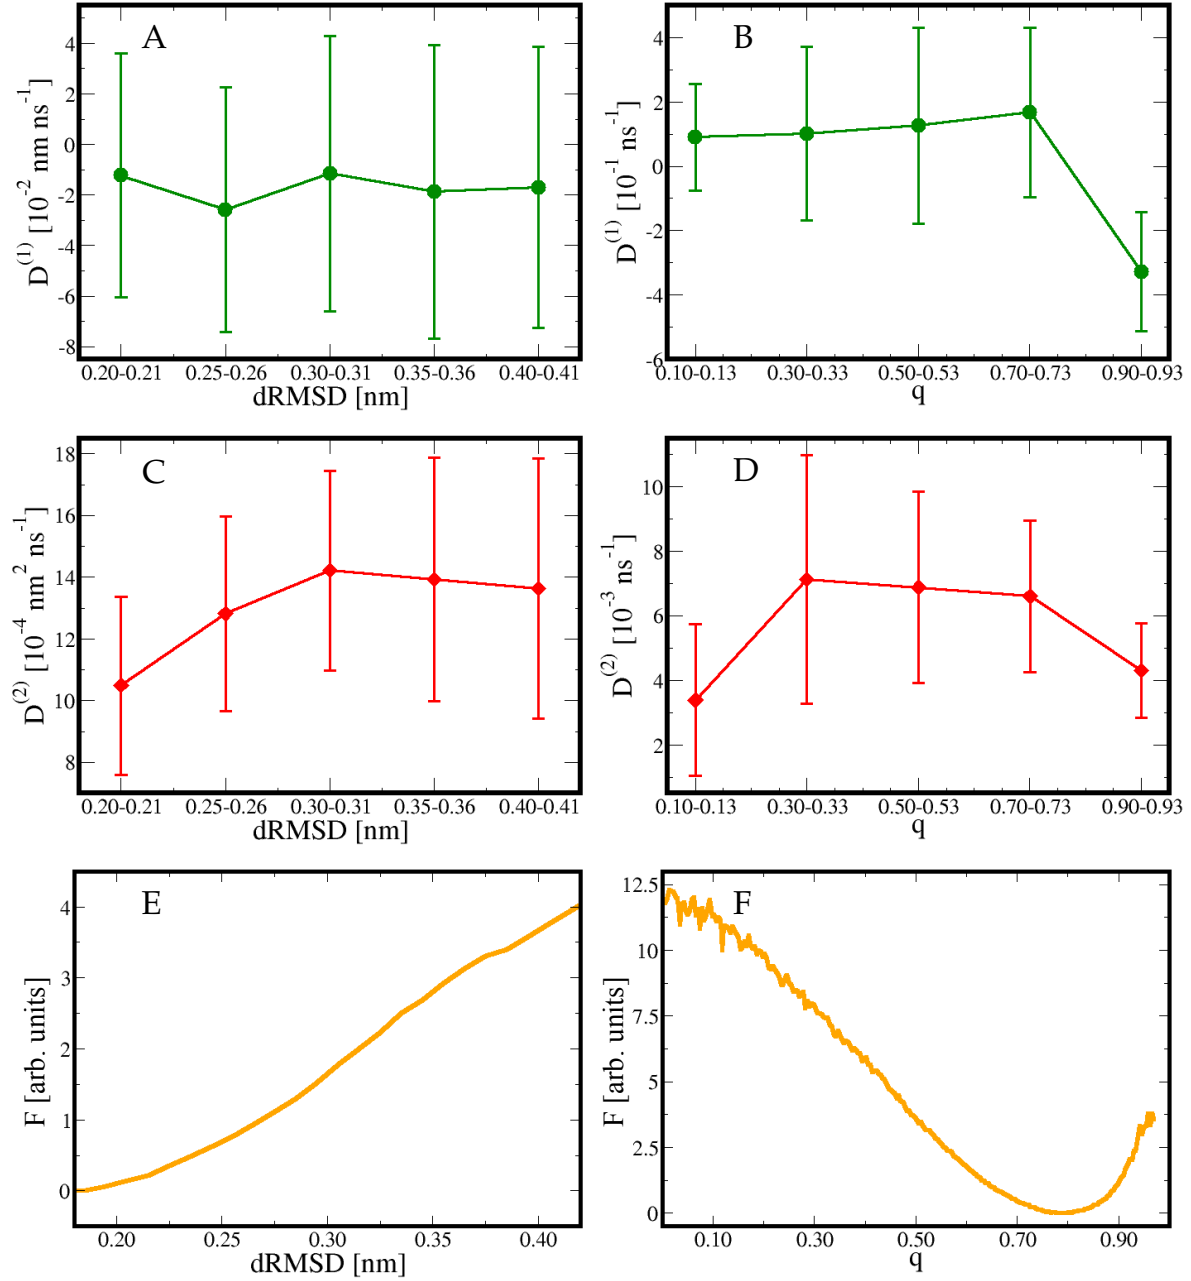 A
4
2
0
-2
-4
-6
-8
D(1) [10-2 nm ns-1]
0.20-0.21 0.25-0.26 0.30-0.31 0.35-0.36 0.40-0.41
dRMSD [nm]
B
4
2
0
-2
-4
-6
D(1) [10-1 ns-1]
0.10-0.13 0.30-0.33 0.50-0.53 0.70-0.73 0.90-0.93
q
C
18
16
14
12
10
8
D(2) [10-4 nm2 ns-1]
0.20-0.21 0.25-0.26 0.30-0.31 0.35-0.36 0.40-0.41
dRMSD [nm]
D
10
8
6
4
2
D(2) [10-3 ns-1]
0.10-0.13 0.30-0.33 0.50-0.53 0.70-0.73 0.90-0.93
q
E
4
3
2
1
0
F [arb. units]
0.20 0.25 0.30 0.35 0.40
dRMSD [nm]
F
12.5
10
7.5
5
2.5
0
F [arb. units]
0.10 0.30 0.50 0.70 0.90
q